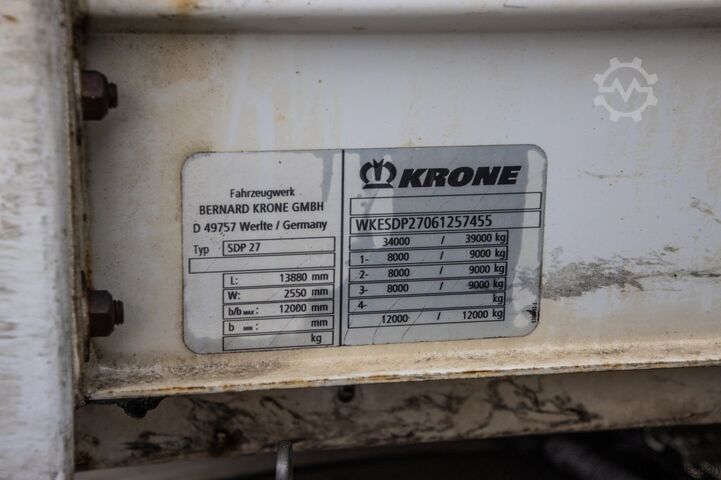 Fahrzeugwerk
BERNARD KRONE GMBH
D 49757 Werlte / Germany
Typ SDP 27
L: 13880 mm
W: 2550 mm
b/b MAX : 12000 mm
b MIN : mm
kg
KRONE
WKESDP27061257455
34000 / 39000 kg
1- 8000 / 9000 kg
2- 8000 / 9000 kg
3- 8000 / 9000 kg
4- kg
12000 / 12000 kg